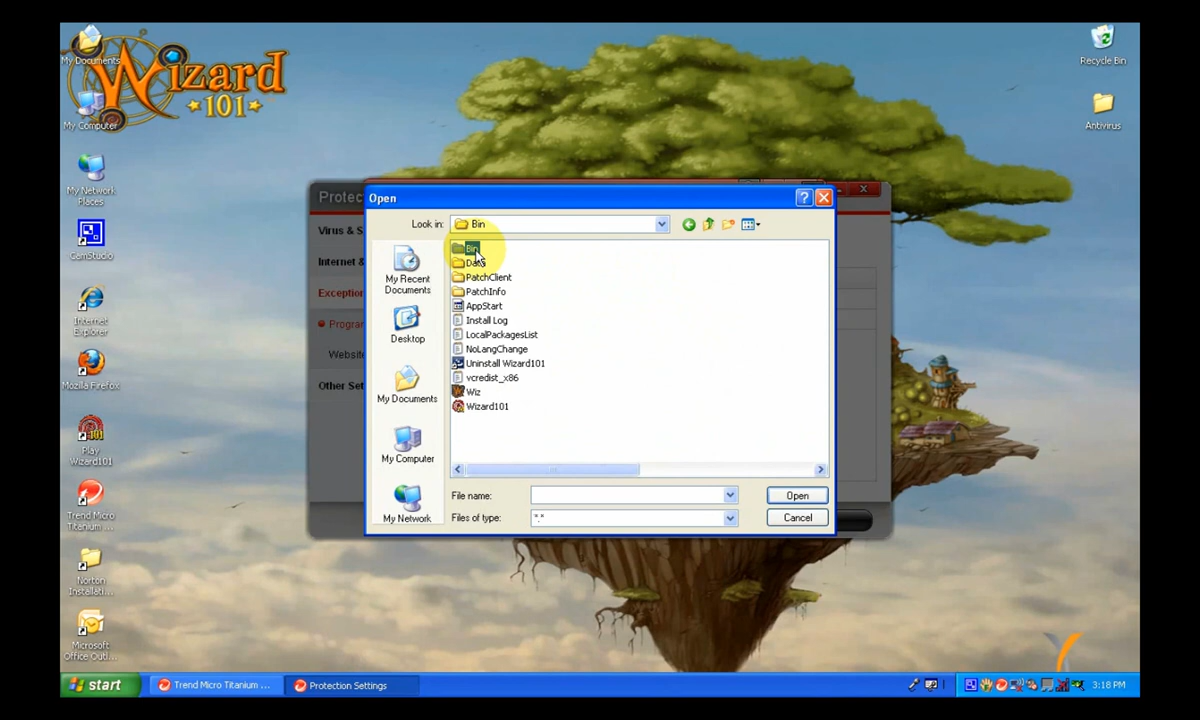 Wizard
101
My Documents
My Computer
My Network
Places
CamStudio
Internet
Explorer
Mozilla Firefox
Play
Wizard101
Trend Micro
Titanium ...
Norton
Installati...
Microsoft
Office Outl...
Recycle Bin
Antivirus
Protec
Virus & S
Internet &
Exception
Program
Website
Other Set
Open
Look in:
Bin
My Recent
Documents
Desktop
My Documents
My Computer
My Network
Bin
Data
PatchClient
PatchInfo
AppStart
Install Log
LocalPackagesList
NoLangChange
Uninstall Wizard101
vcredist_x86
Wiz
Wizard101
File name:
Open
Files of type:
*.*
Cancel
start
Trend Micro Titanium ...
Protection Settings
3:18 PM